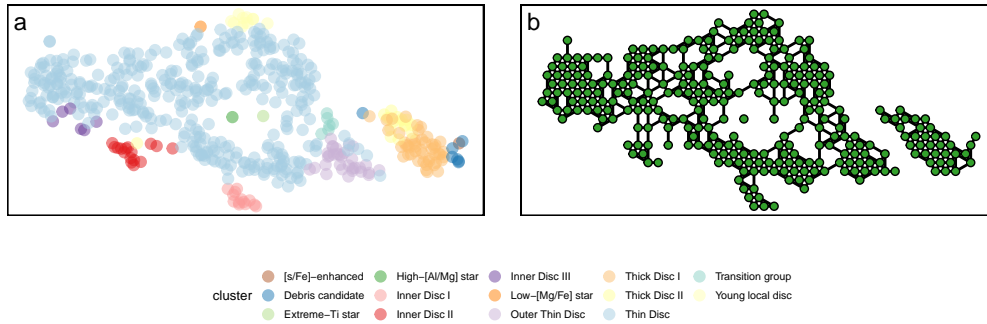 a
b
[s/Fe]−enhanced High−[Al/Mg] star Inner Disc III Thick Disc I Transition group
cluster Debris candidate Inner Disc I Low−[Mg/Fe] star Thick Disc II Young local disc
Extreme−Ti star Inner Disc II Outer Thin Disc Thin Disc